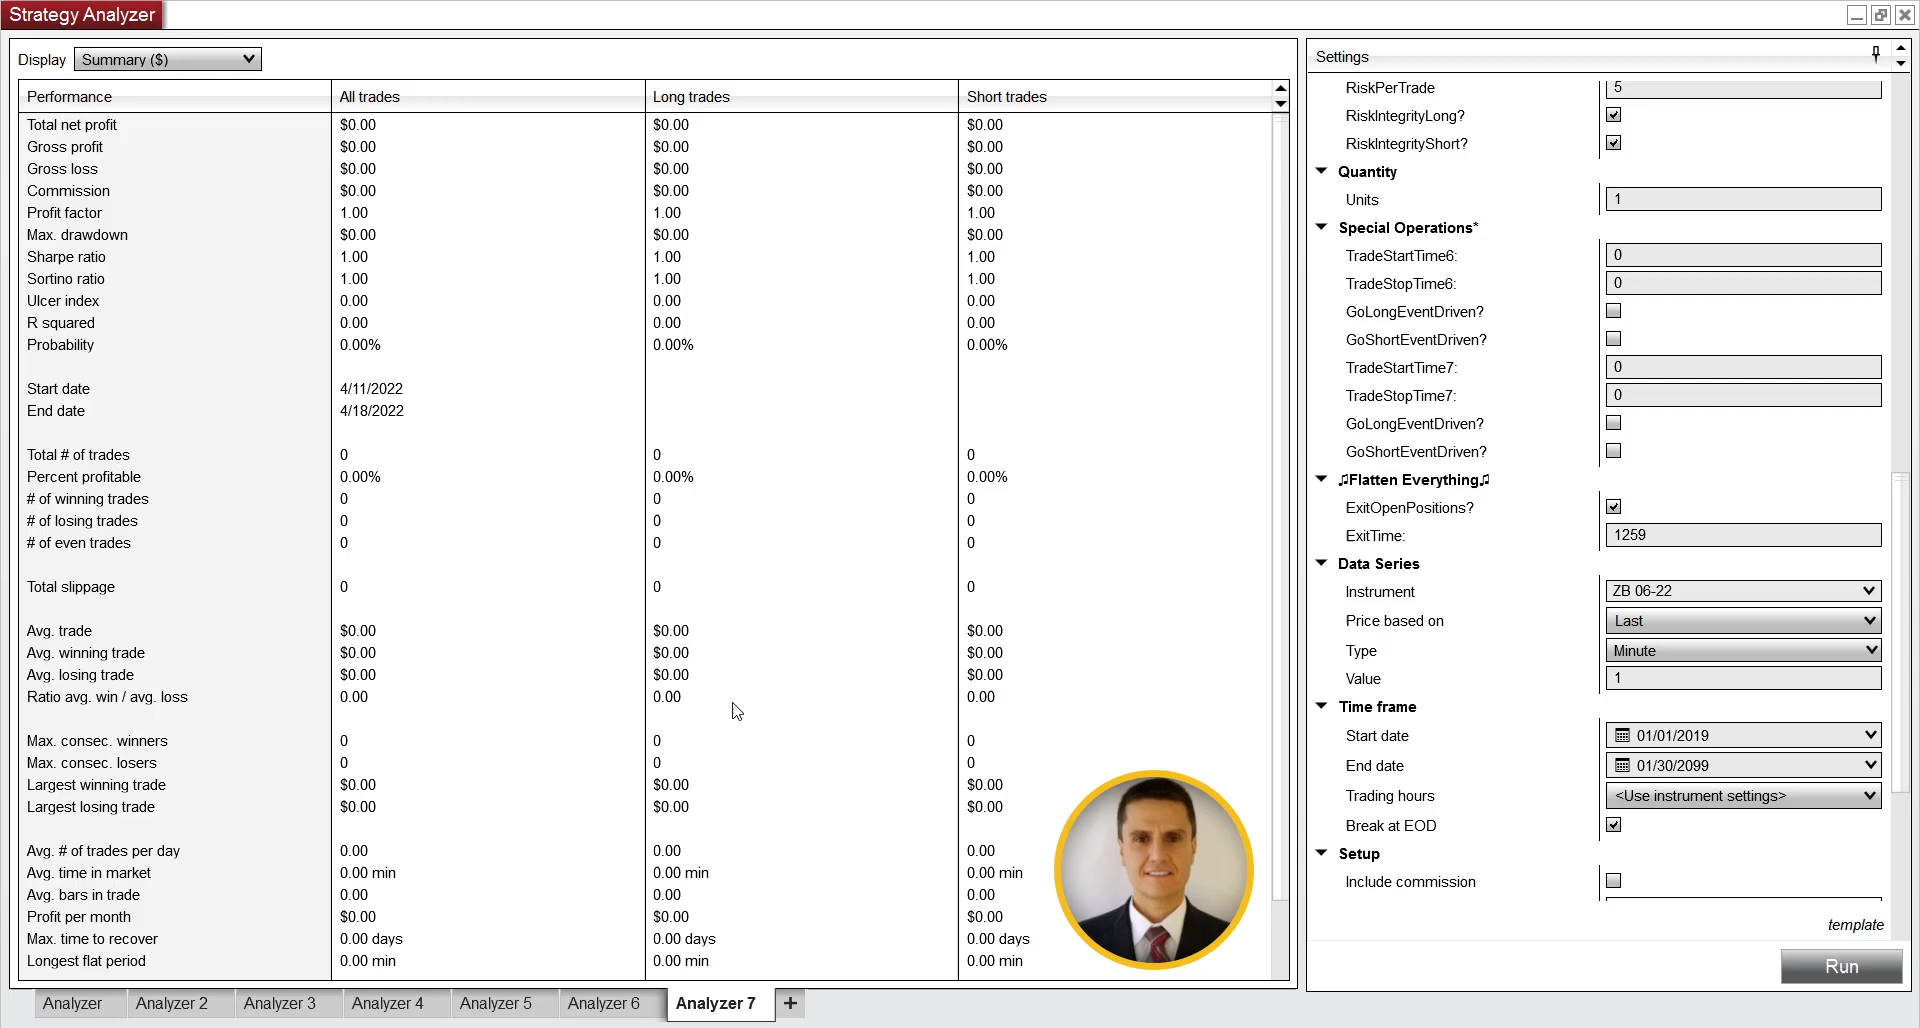 Strategy Analyzer
Display Summary ($)
Performance All trades Long trades Short trades
Total net profit $0.00 $0.00 $0.00
Gross profit $0.00 $0.00 $0.00
Gross loss $0.00 $0.00 $0.00
Commission $0.00 $0.00 $0.00
Profit factor 1.00 1.00 1.00
Max. drawdown $0.00 $0.00 $0.00
Sharpe ratio 1.00 1.00 1.00
Sortino ratio 1.00 1.00 1.00
Ulcer index 0.00 0.00 0.00
R squared 0.00 0.00 0.00
Probability 0.00% 0.00% 0.00%
Start date 4/11/2022
End date 4/18/2022
Total # of trades 0 0 0
Percent profitable 0.00% 0.00% 0.00%
# of winning trades 0 0 0
# of losing trades 0 0 0
# of even trades 0 0 0
Total slippage 0 0 0
Avg. trade $0.00 $0.00 $0.00
Avg. winning trade $0.00 $0.00 $0.00
Avg. losing trade $0.00 $0.00 $0.00
Ratio avg. win / avg. loss 0.00 0.00 0.00
Max. consec. winners 0 0 0
Max. consec. losers 0 0 0
Largest winning trade $0.00 $0.00 $0.00
Largest losing trade $0.00 $0.00 $0.00
Avg. # of trades per day 0.00 0.00 0.00
Avg. time in market 0.00 min 0.00 min 0.00 min
Avg. bars in trade 0.00 0.00 0.00
Profit per month $0.00 $0.00 $0.00
Max. time to recover 0.00 days 0.00 days 0.00 days
Longest flat period 0.00 min 0.00 min 0.00 min
Analyzer Analyzer 2 Analyzer 3 Analyzer 4 Analyzer 5 Analyzer 6 Analyzer 7 +
Settings
RiskPerTrade 5
RiskIntegrityLong?
RiskIntegrityShort?
Quantity
Units 1
Special Operations*
TradeStartTime6: 0
TradeStopTime6: 0
GoLongEventDriven?
GoShortEventDriven?
TradeStartTime7: 0
TradeStopTime7: 0
GoLongEventDriven?
GoShortEventDriven?
♫Flatten Everything♫
ExitOpenPositions?
ExitTime: 1259
Data Series
Instrument ZB 06-22
Price based on Last
Type Minute
Value 1
Time frame
Start date 01/01/2019
End date 01/30/2099
Trading hours <Use instrument settings>
Break at EOD
Setup
Include commission
template
Run